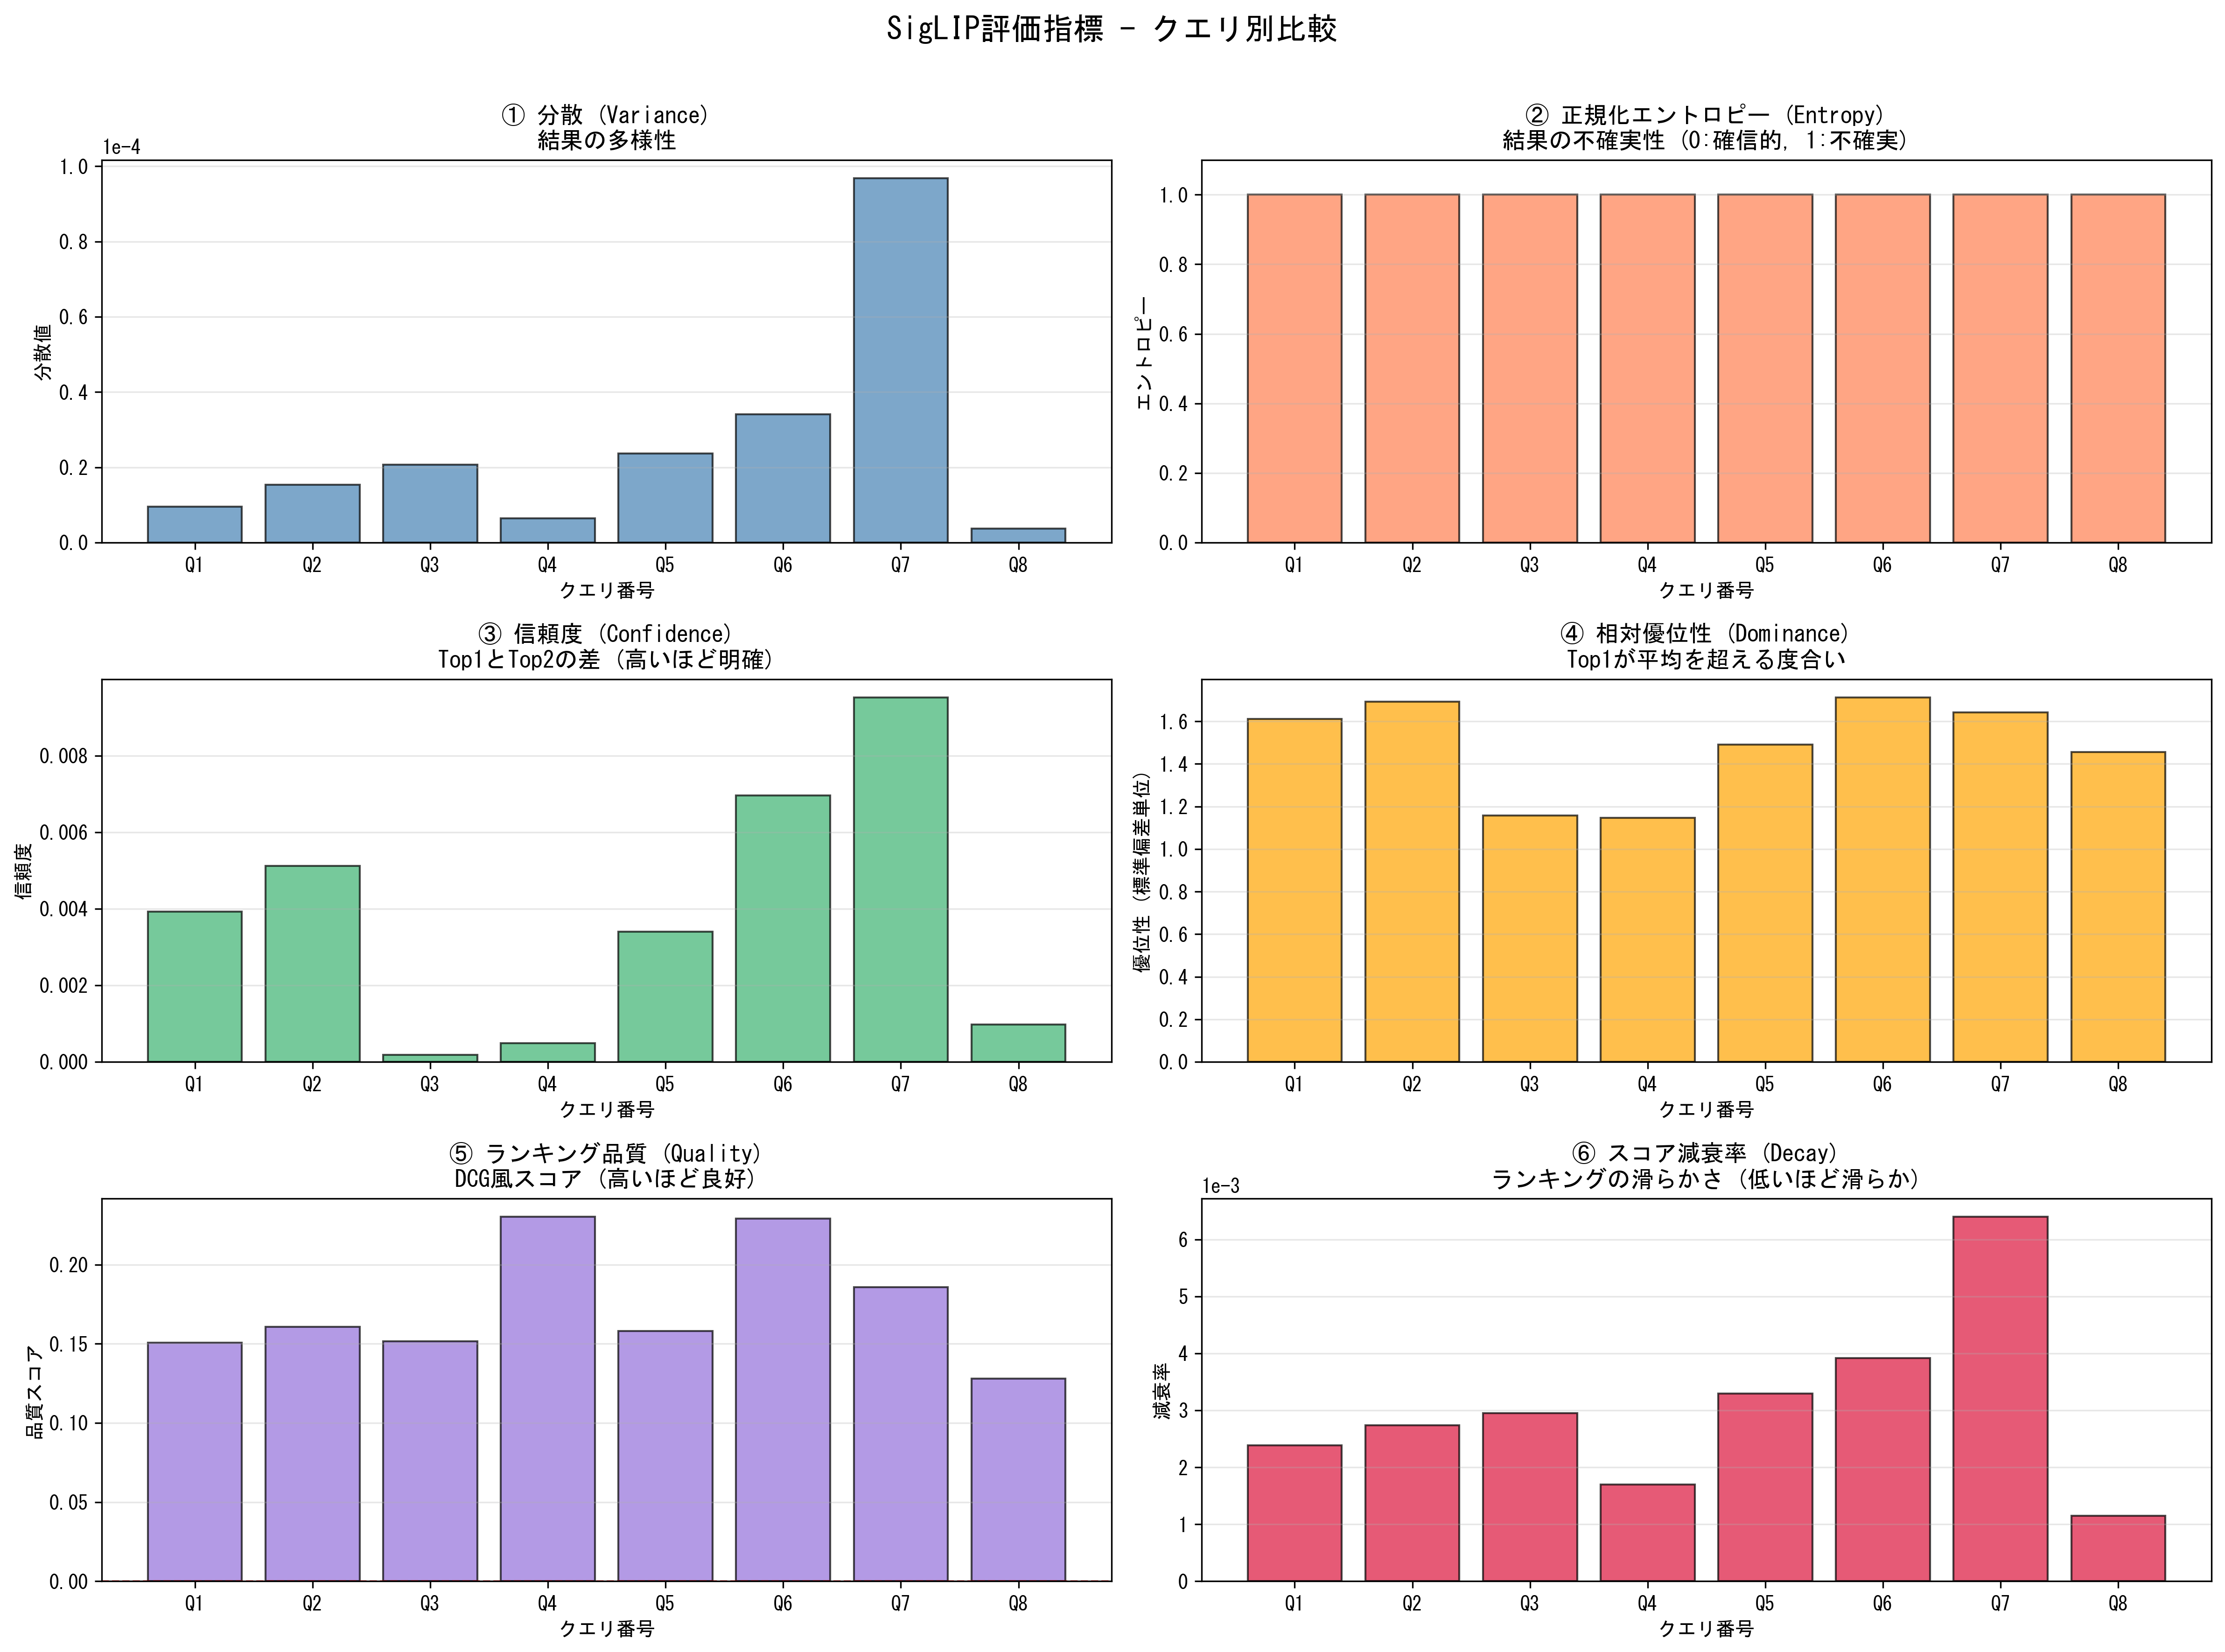 SigLIP評価指標 - クエリ別比較
① 分散 (Variance)
結果の多様性
1e-4
1.0
0.8
0.6
0.4
0.2
0.0
分散値
Q1 Q2 Q3 Q4 Q5 Q6 Q7 Q8
クエリ番号
② 正規化エントロピー (Entropy)
結果の不確実性 (0:確信的, 1:不確実)
1.0
0.8
0.6
0.4
0.2
0.0
エントロピー
Q1 Q2 Q3 Q4 Q5 Q6 Q7 Q8
クエリ番号
③ 信頼度 (Confidence)
Top1とTop2の差 (高いほど明確)
0.008
0.006
0.004
0.002
0.000
信頼度
Q1 Q2 Q3 Q4 Q5 Q6 Q7 Q8
クエリ番号
④ 相対優位性 (Dominance)
Top1が平均を超える度合い
1.6
1.4
1.2
1.0
0.8
0.6
0.4
0.2
0.0
優位性 (標準偏差単位)
Q1 Q2 Q3 Q4 Q5 Q6 Q7 Q8
クエリ番号
⑤ ランキング品質 (Quality)
DCG風スコア (高いほど良好)
0.20
0.15
0.10
0.05
0.00
品質スコア
Q1 Q2 Q3 Q4 Q5 Q6 Q7 Q8
クエリ番号
⑥ スコア減衰率 (Decay)
ランキングの滑らかさ (低いほど滑らか)
1e-3
6
5
4
3
2
1
0
減衰率
Q1 Q2 Q3 Q4 Q5 Q6 Q7 Q8
クエリ番号